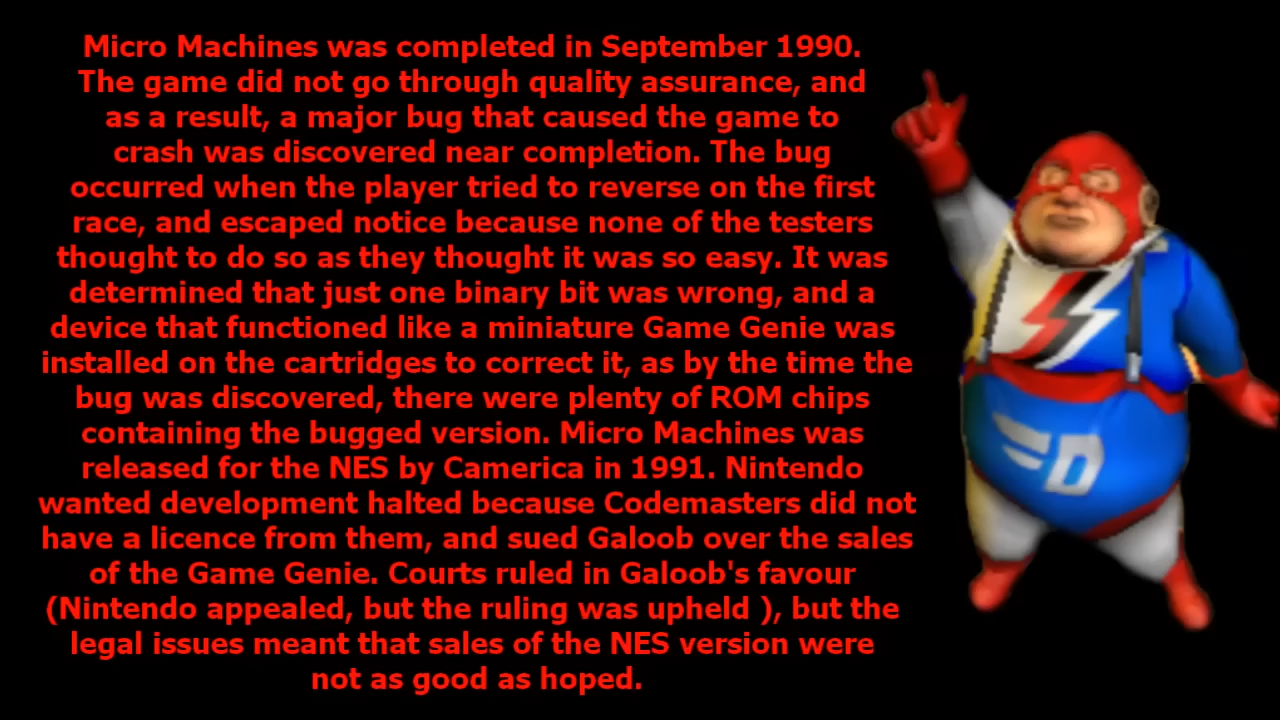 Micro Machines was completed in September 1990.
The game did not go through quality assurance, and
as a result, a major bug that caused the game to
crash was discovered near completion. The bug
occurred when the player tried to reverse on the first
race, and escaped notice because none of the testers
thought to do so as they thought it was so easy. It was
determined that just one binary bit was wrong, and a
device that functioned like a miniature Game Genie was
installed on the cartridges to correct it, as by the time the
bug was discovered, there were plenty of ROM chips
containing the bugged version. Micro Machines was
released for the NES by Camerica in 1991. Nintendo
wanted development halted because Codemasters did not
have a licence from them, and sued Galoob over the sales
of the Game Genie. Courts ruled in Galoob's favour
(Nintendo appealed, but the ruling was upheld ), but the
legal issues meant that sales of the NES version were
not as good as hoped.
=D